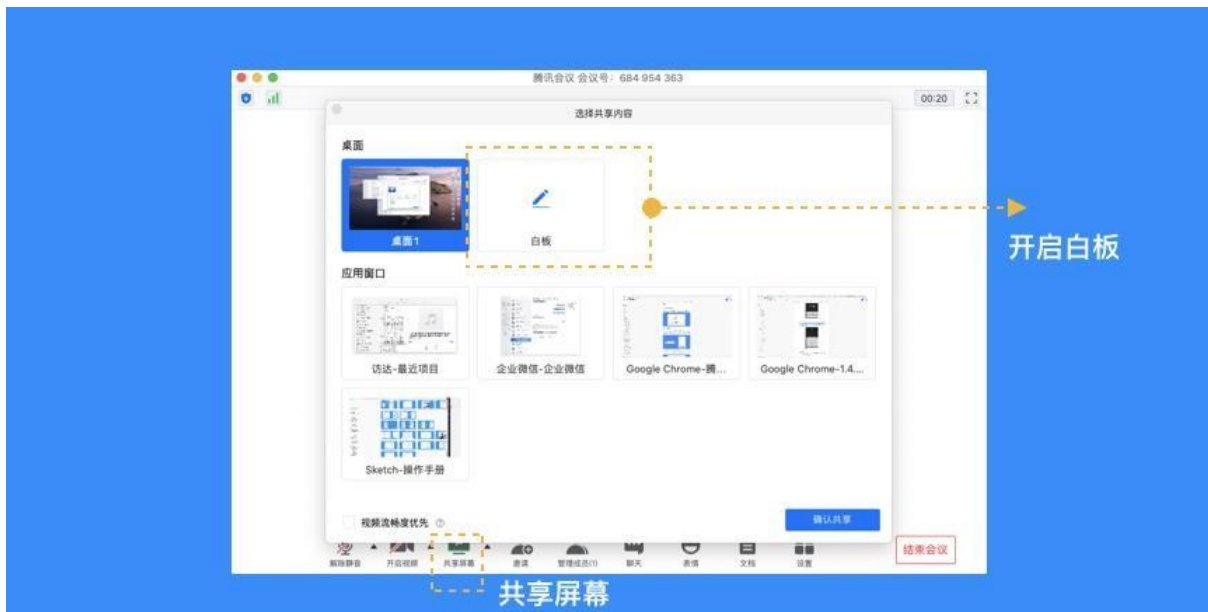 腾讯会议 会议号：684 954 363
00:20
选择共享内容
桌面
桌面1
白板
开启白板
应用窗口
访达-最近项目
企业微信-企业微信
Google Chrome-腾...
Google Chrome-1.4....
Sketch-操作手册
视频流畅度优先
确认共享
解除静音
开启视频
共享屏幕
邀请
管理成员(1)
聊天
表情
文档
设置
结束会议
共享屏幕